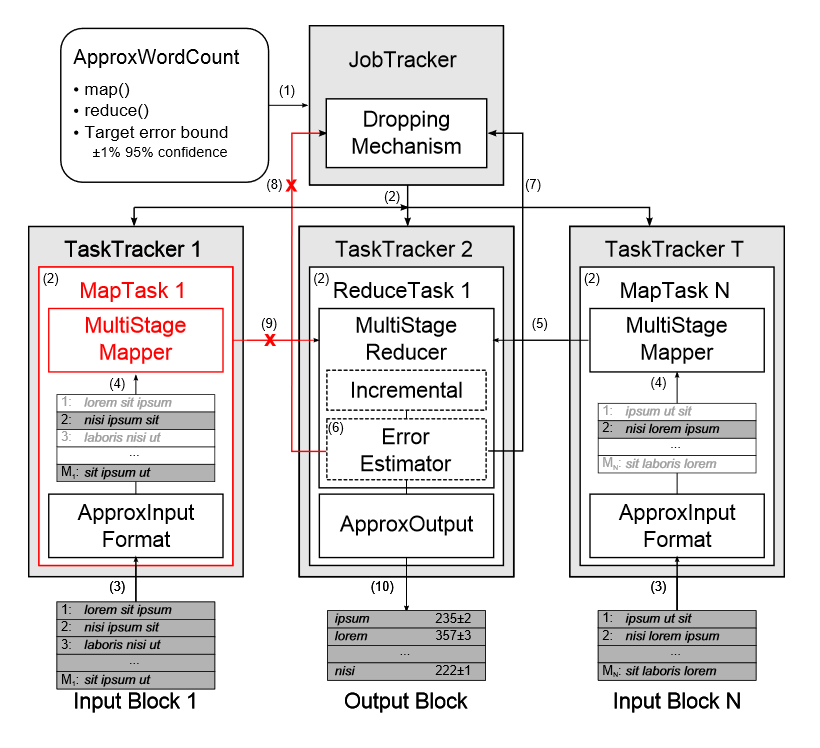 ApproxWordCount
• map()
• reduce()
• Target error bound
±1% 95% confidence
(1)
JobTracker
Dropping
Mechanism
(8)
X
(2)
(7)
TaskTracker 1
(2)
MapTask 1
MultiStage
Mapper
(4)
1: lorem sit ipsum
2: nisi ipsum sit
3: laboris nisi ut
...
M1: sit ipsum ut
ApproxInput
Format
(3)
1: lorem sit ipsum
2: nisi ipsum sit
3: laboris nisi ut
...
M1: sit ipsum ut
Input Block 1
(9)
X
TaskTracker 2
(2)
ReduceTask 1
MultiStage
Reducer
Incremental
(6)
Error
Estimator
ApproxOutput
(10)
ipsum 235±2
lorem 357±3
...
nisi 222±1
Output Block
(5)
TaskTracker T
(2)
MapTask N
MultiStage
Mapper
(4)
1: ipsum ut sit
2: nisi lorem ipsum
...
MN: sit laboris lorem
ApproxInput
Format
(3)
1: ipsum ut sit
2: nisi lorem ipsum
...
MN: sit laboris lorem
Input Block N